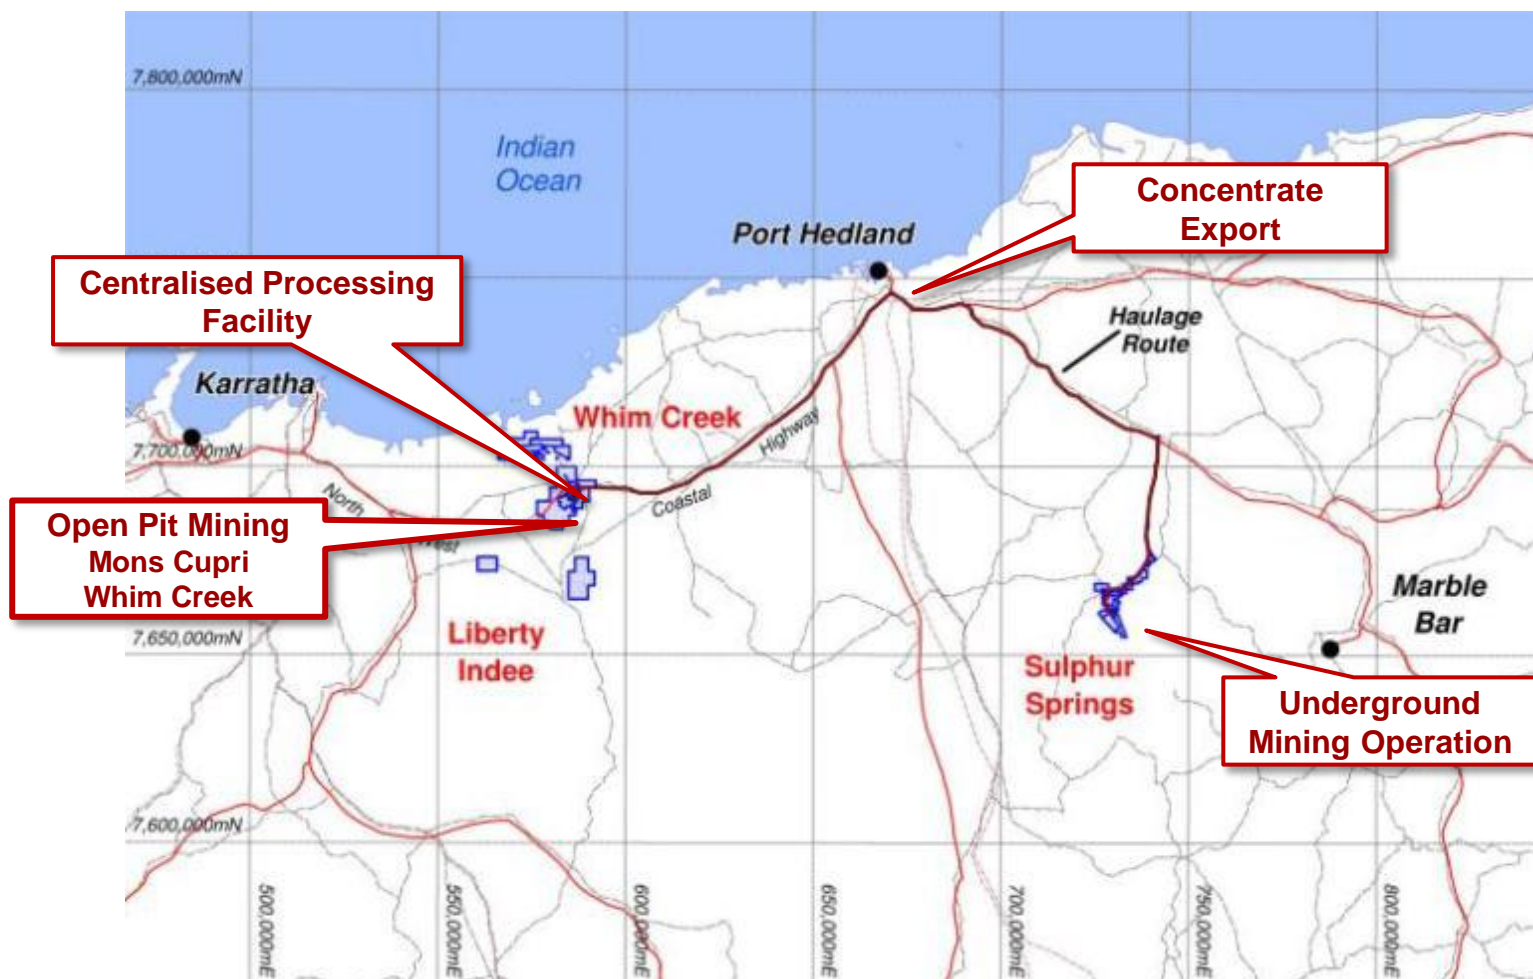 7,800,000mN
Indian
Ocean
Concentrate
Export
Port Hedland
Centralised Processing
Facility
Haulage
Route
Karratha
Whim Creek
Highway
7,700,000mN
North
Coastal
West
Open Pit Mining
Mons Cupri
Whim Creek
Marble
Bar
Liberty
Indee
7,650,000mN
Sulphur
Springs
Underground
Mining Operation
7,600,000mN
500,000mE
550,000mE
600,000mE
650,000mE
700,000mE
750,000mE
800,000mE